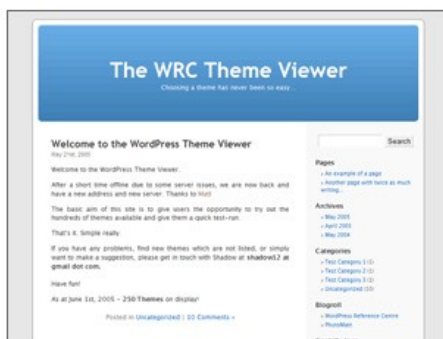 The WRC Theme Viewer
Choosing a theme has never been so easy...
Welcome to the WordPress Theme Viewer
May 21st, 2005
Welcome to the WordPress Theme Viewer.
After a short time offline due to some server issues, we are now back and
have a new address and new server. Thanks to Matt
The basic aim of this site is to give users the opportunity to try out the
hundreds of themes available and give them a quick test-run.
That's it. Simple really.
If you have any problems, find new themes which are not listed, or simply
want to make a suggestion, please get in touch with Shadow at shadow12 at
gmail dot com.
Have fun!
As at June 1st, 2005 - 250 Themes on display!
Posted in Uncategorized | 10 Comments »
Search
Pages
» An example of a page
» Another page with twice as much
writing...
Archives
» May 2005
» April 2005
» May 2004
Categories
» Test Category 1 (1)
» Test Category 2 (1)
» Test Category 3 (1)
» Uncategorized (10)
Blogroll
» WordPress Reference Centre
» PhotoMatt